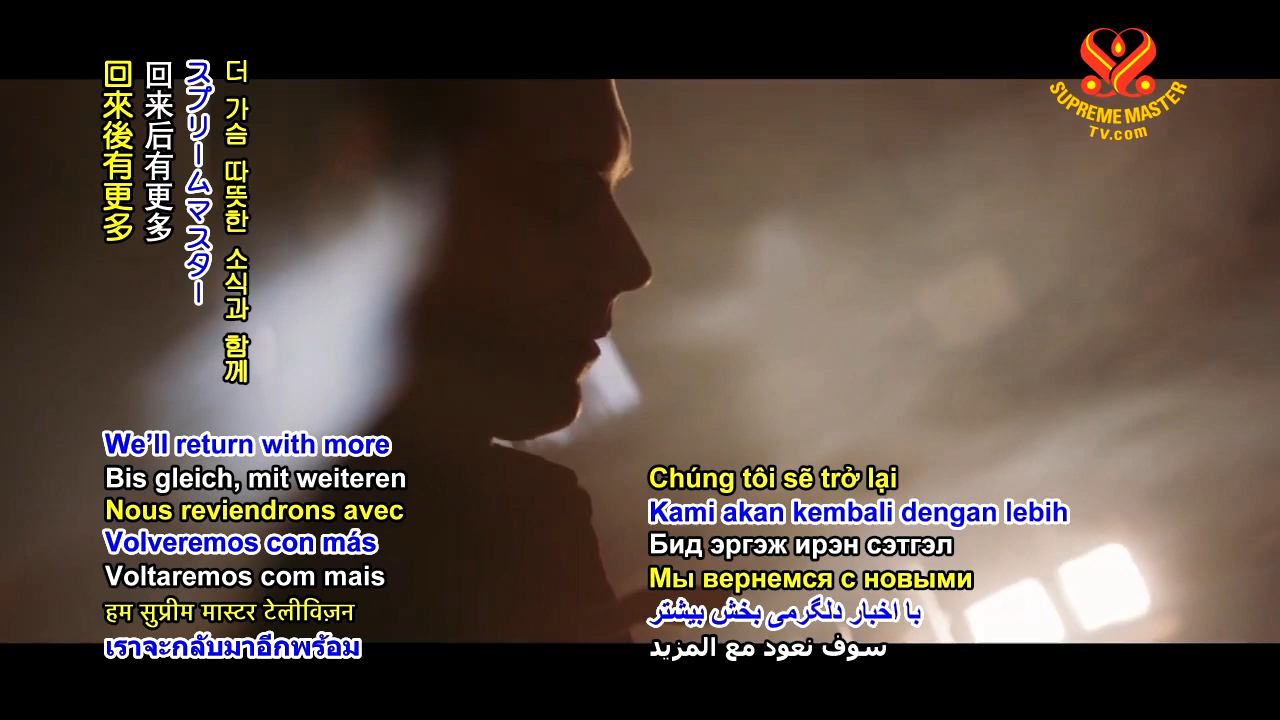 回來後有更多
回来后有更多
スプリームマスター
더 가슴 따뜻한 소식과 함께
SUPREME MASTER
TV.com
We’ll return with more
Bis gleich, mit weiteren
Nous reviendrons avec
Volveremos con más
Voltaremos com mais
हम सुप्रीम मास्टर टेलीविज़न
เราจะกลับมาอีกพร้อม
Chúng tôi sẽ trở lại
Kami akan kembali dengan lebih
Бид эргэж ирэн сэтгэл
Мы вернемся с новыми
با اخبار دلگرمی بخش بیشتر
سوف نعود مع المزيد